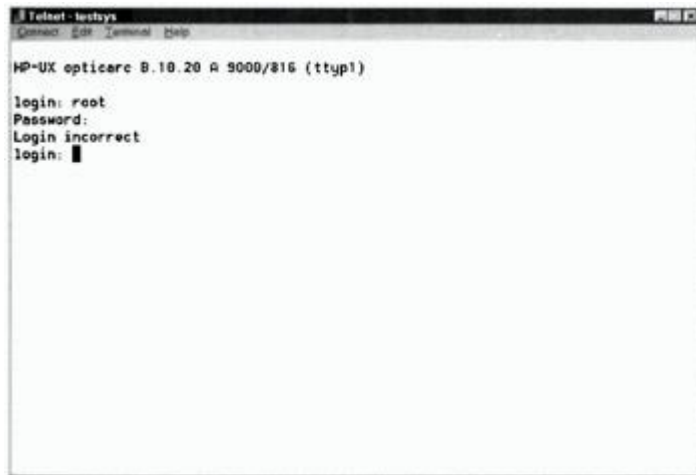 Telnet - testsys
Connect Edit Terminal Help
HP-UX opticare B.10.20 A 9000/816 (ttyp1)
login: root
Password:
Login incorrect
login: